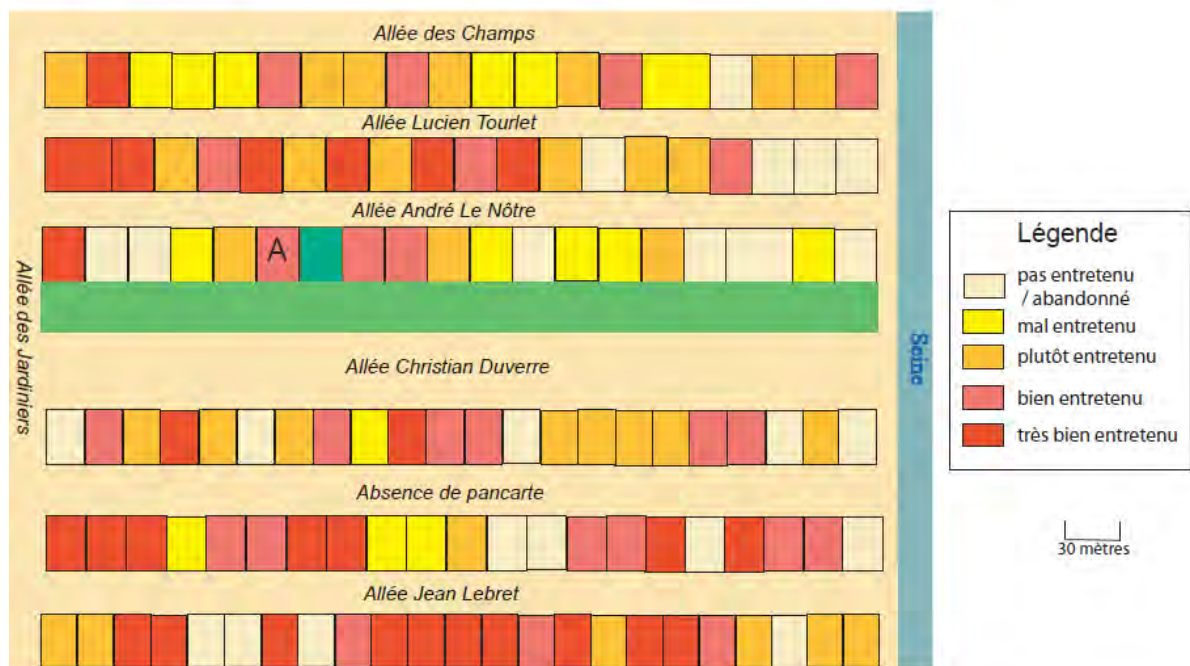 Allée des Champs
Allée Lucien Tourlet
Allée André Le Nôtre
A
Allée des Jardiniers
Allée Christian Duverre
Absence de pancarte
Allée Jean Lebret
Seine
Légende
pas entretenu
/ abandonné
mal entretenu
plutôt entretenu
bien entretenu
très bien entretenu
30 mètres